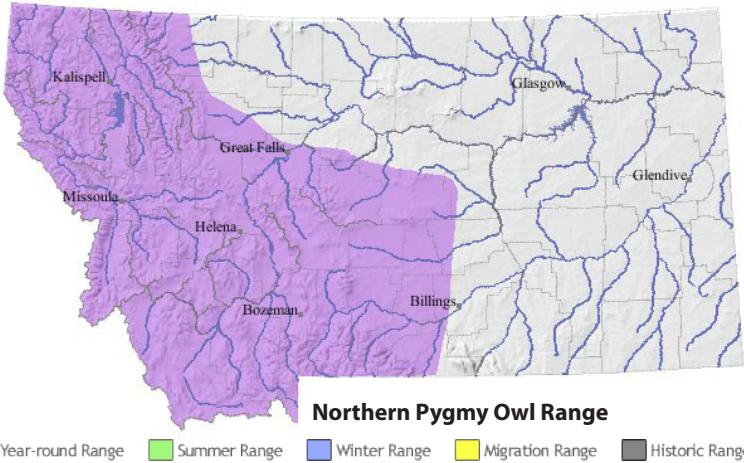 Kalispell
Glasgow
Great Falls
Glendive
Missoula
Helena
Billings
Bozeman
Northern Pygmy Owl Range
Year-round Range Summer Range Winter Range Migration Range Historic Rang